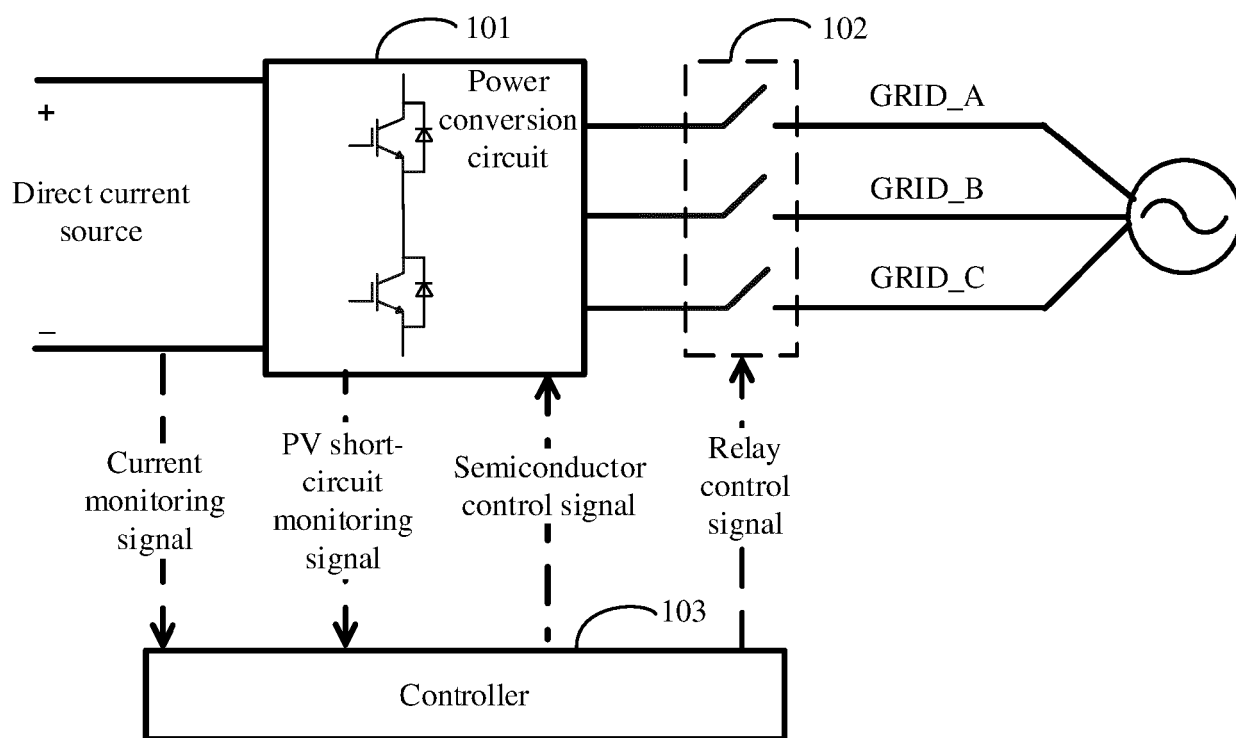 101
102
Power
conversion
circuit
+
Direct current
source
−
GRID_A
GRID_B
GRID_C
Current
monitoring
signal
PV short-
circuit
monitoring
signal
Semiconductor
control signal
Relay
control
signal
103
Controller